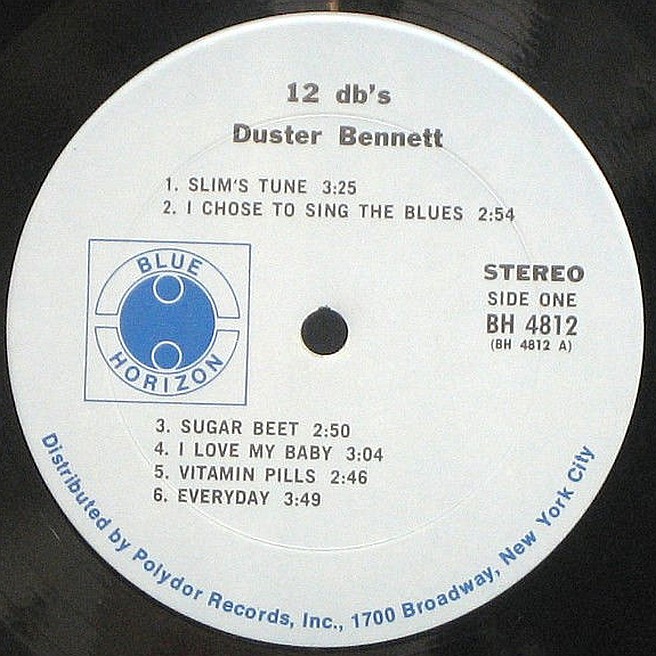 12 db's
Duster Bennett
1. SLIM'S TUNE 3:25
2. I CHOSE TO SING THE BLUES 2:54
BLUE
HORIZON
STEREO
SIDE ONE
BH 4812
(BH 4812 A)
3. SUGAR BEET 2:50
4. I LOVE MY BABY 3:04
5. VITAMIN PILLS 2:46
6. EVERYDAY 3:49
Distributed by Polydor Records, Inc., 1700 Broadway, New York City